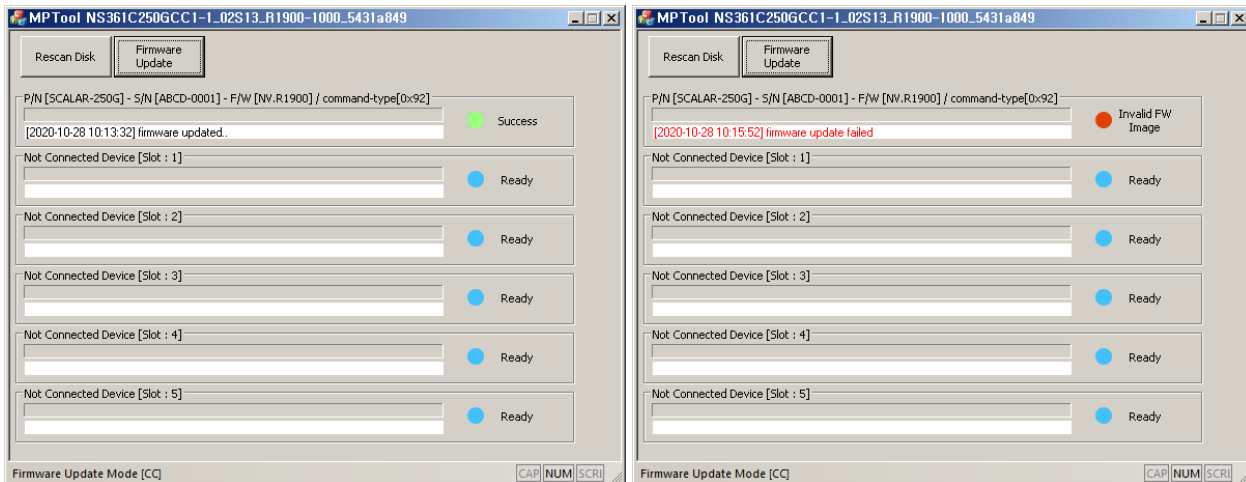 MPTool NS361C250GCC1-1_02S13_R1900-1000_5431a849
Rescan Disk
Firmware
Update
P/N [SCALAR-250G] - S/N [ABCD-0001] - F/W [NV.R1900] / command-type[0x92]
[2020-10-28 10:13:32] firmware updated..
Success
Not Connected Device [Slot : 1]
Ready
Not Connected Device [Slot : 2]
Ready
Not Connected Device [Slot : 3]
Ready
Not Connected Device [Slot : 4]
Ready
Not Connected Device [Slot : 5]
Ready
Firmware Update Mode [CC]
CAP NUM SCRL
MPTool NS361C250GCC1-1_02S13_R1900-1000_5431a849
Rescan Disk
Firmware
Update
P/N [SCALAR-250G] - S/N [ABCD-0001] - F/W [NV.R1900] / command-type[0x92]
[2020-10-28 10:15:52] firmware update failed
Invalid FW
Image
Not Connected Device [Slot : 1]
Ready
Not Connected Device [Slot : 2]
Ready
Not Connected Device [Slot : 3]
Ready
Not Connected Device [Slot : 4]
Ready
Not Connected Device [Slot : 5]
Ready
Firmware Update Mode [CC]
CAP NUM SCRL